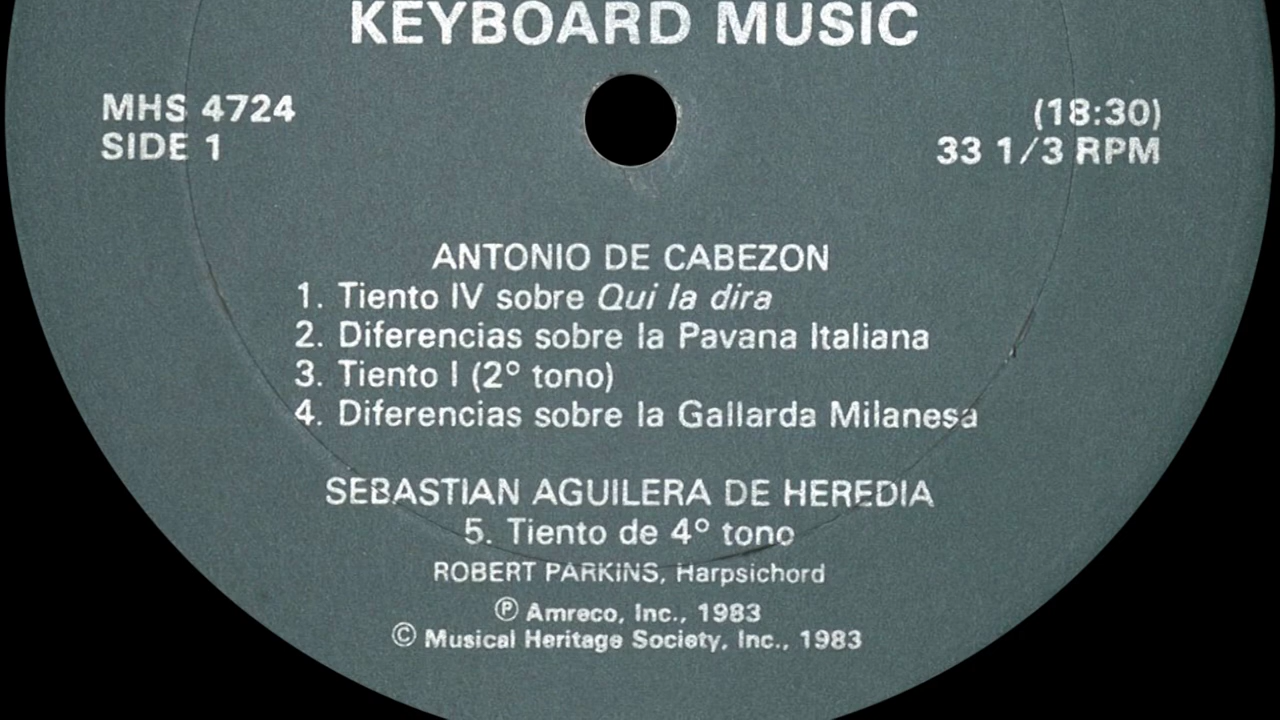 KEYBOARD MUSIC
MHS 4724
(18:30)
SIDE 1
33 1/3 RPM
ANTONIO DE CABEZON
1. Tiento IV sobre Qui la dira
2. Diferencias sobre la Pavana Italiana
3. Tiento I (2º tono)
4. Diferencias sobre la Gallarda Milanesa
SEBASTIAN AGUILERA DE HEREDIA
5. Tiento de 4º tono
ROBERT PARKINS, Harpsichord
℗ Amreco, Inc., 1983
© Musical Heritage Society, Inc., 1983